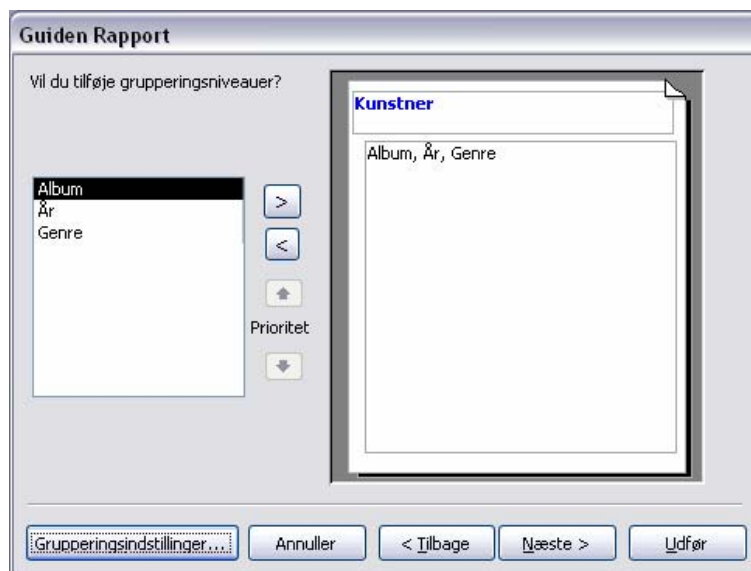 Guiden Rapport
Vil du tilføje grupperingsniveauer?
Album
År
Genre
>
<
Prioritet
Kunstner
Album, År, Genre
Grupperingsindstillinger...
Annuller
< Tilbage
Næste >
Udfør